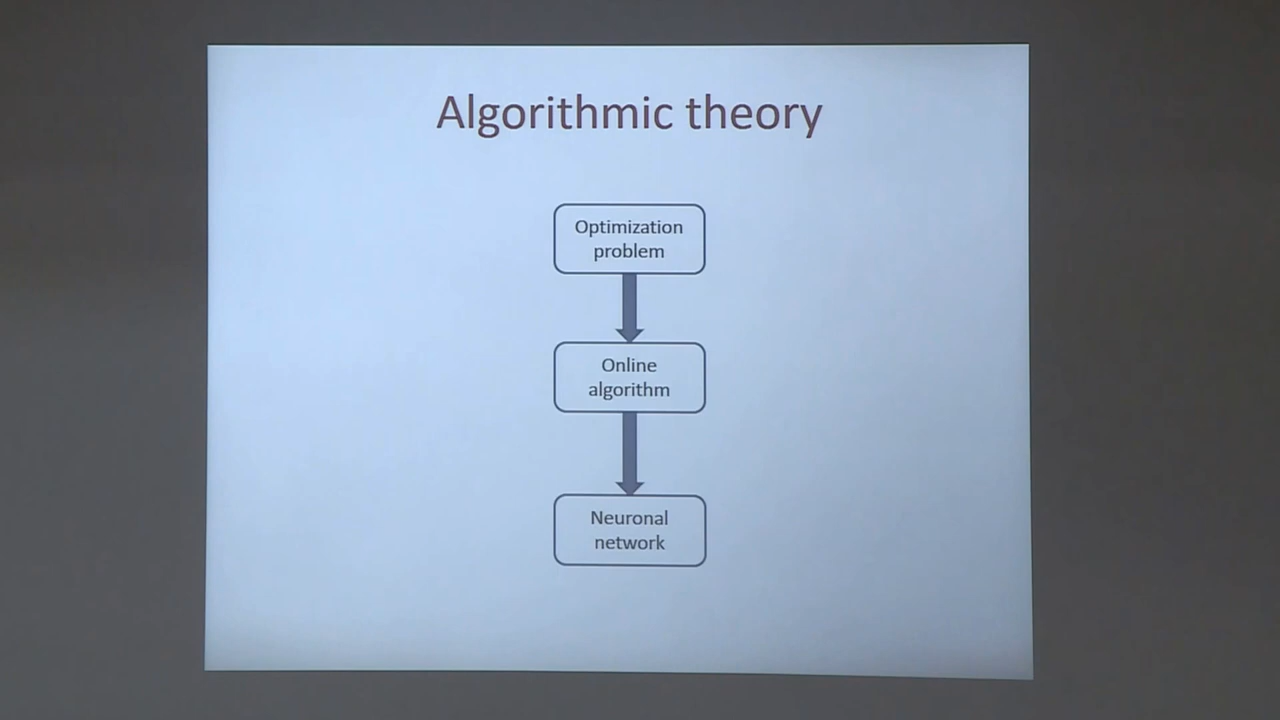 Algorithmic theory
Optimization
problem
Online
algorithm
Neuronal
network